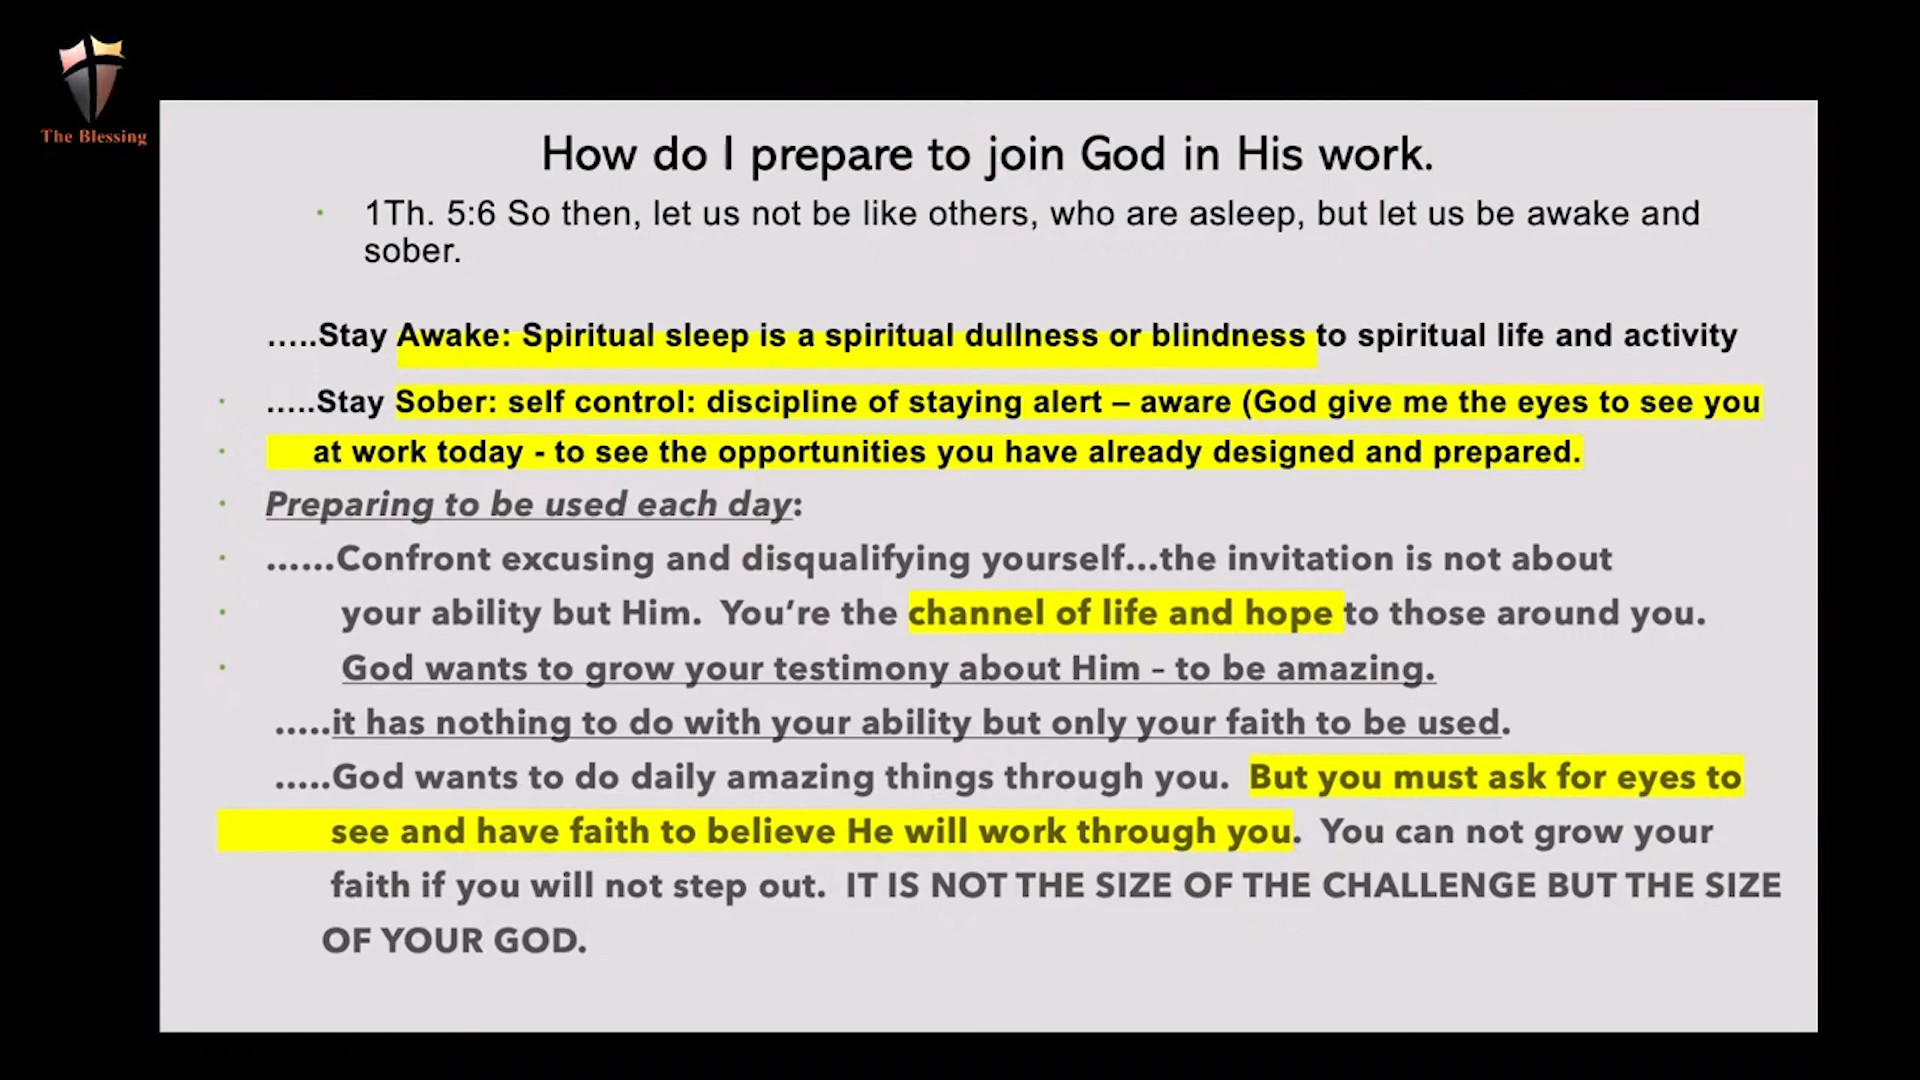 The Blessing
How do I prepare to join God in His work.
· 1Th. 5:6 So then, let us not be like others, who are asleep, but let us be awake and
sober.
.....Stay Awake: Spiritual sleep is a spiritual dullness or blindness to spiritual life and activity
· .....Stay Sober: self control: discipline of staying alert – aware (God give me the eyes to see you
· at work today - to see the opportunities you have already designed and prepared.
· Preparing to be used each day:
· ......Confront excusing and disqualifying yourself...the invitation is not about
· your ability but Him. You’re the channel of life and hope to those around you.
· God wants to grow your testimony about Him – to be amazing.
.....it has nothing to do with your ability but only your faith to be used.
.....God wants to do daily amazing things through you. But you must ask for eyes to
see and have faith to believe He will work through you. You can not grow your
faith if you will not step out. IT IS NOT THE SIZE OF THE CHALLENGE BUT THE SIZE
OF YOUR GOD.